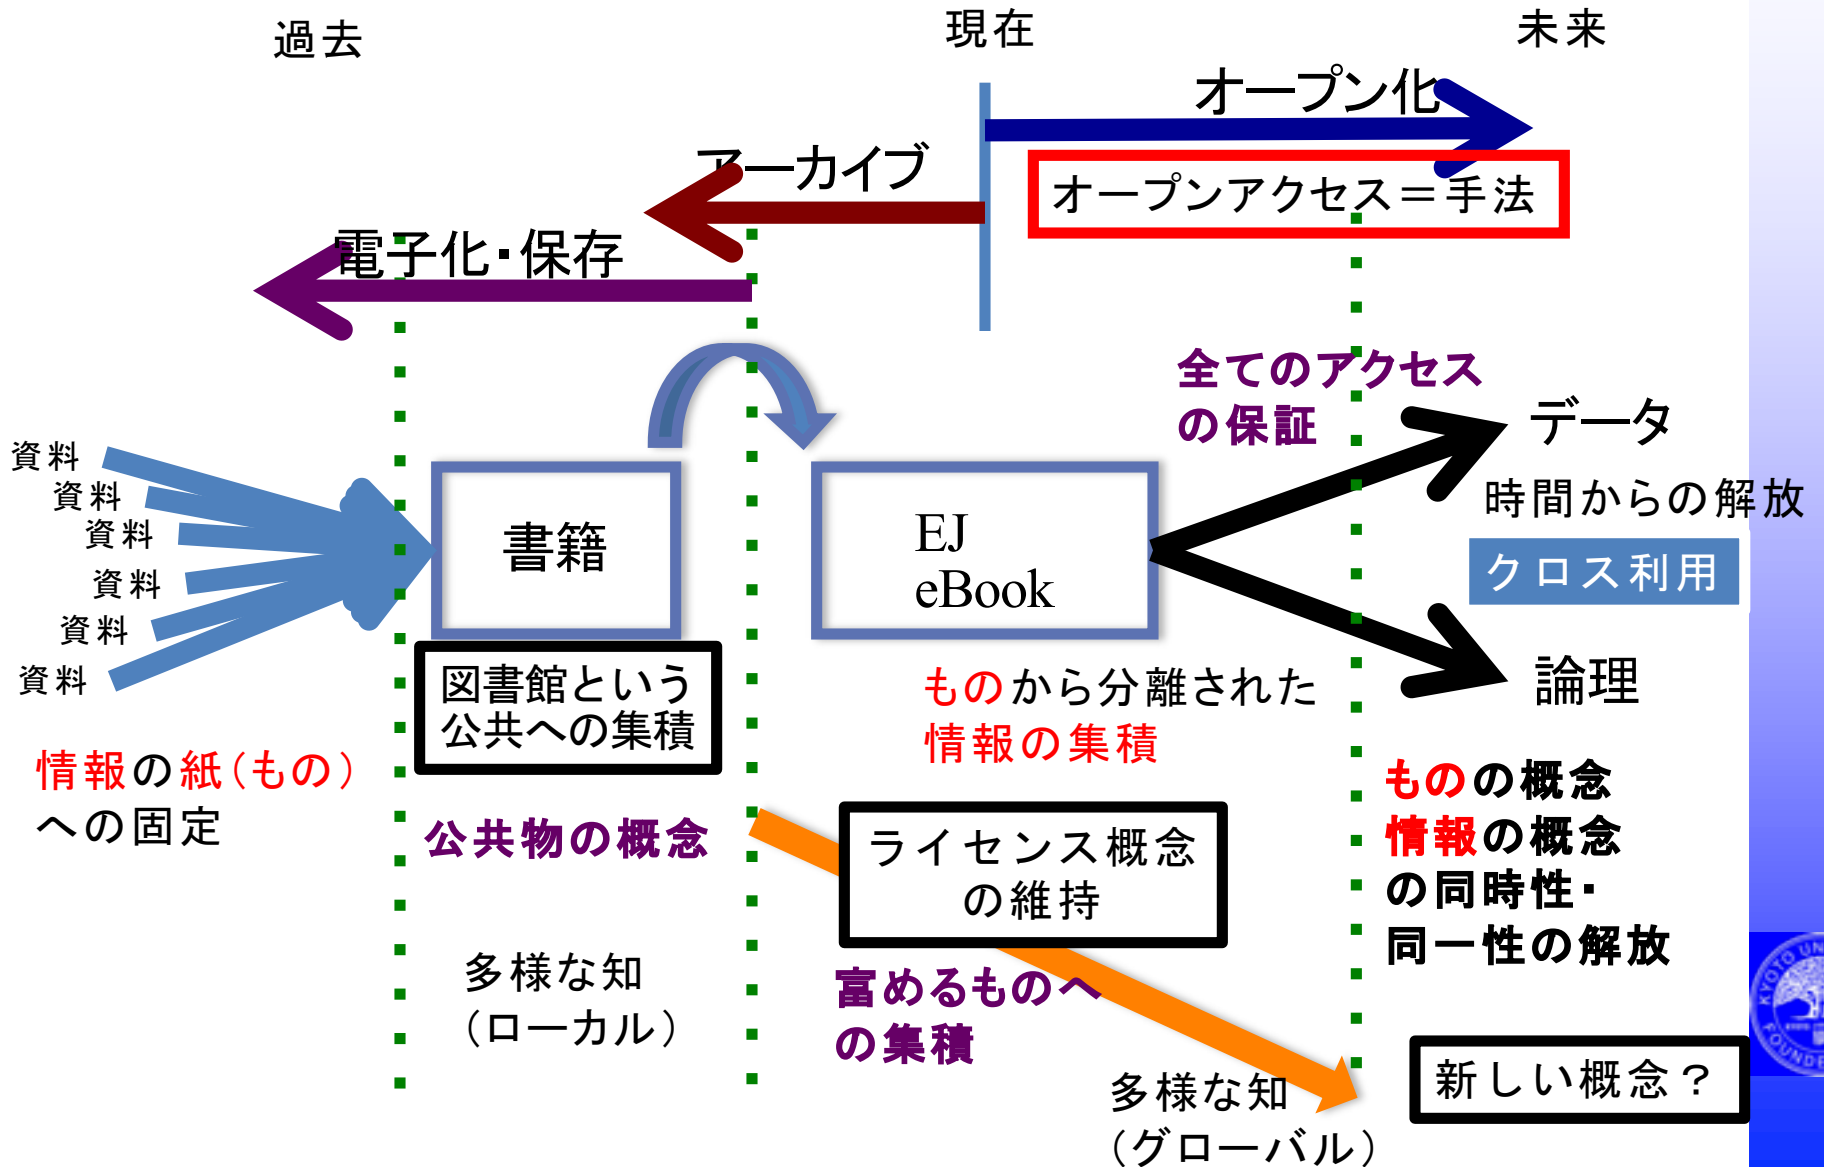 過去
現在
未来
オープン化
アーカイブ
オープンアクセス＝手法
電子化・保存
全てのアクセス
の保証
データ
時間からの解放
クロス利用
論理
資料
資料
資料
資料
資料
資料
書籍
EJ
eBook
図書館という
公共への集積
ものから分離された
情報の集積
情報の紙（もの）
への固定
公共物の概念
ライセンス概念
の維持
ものの概念
情報の概念
の同時性・
同一性の解放
多様な知
（ローカル）
富めるものへ
の集積
多様な知
（グローバル）
新しい概念？
KYOTO UN
FOUNDE